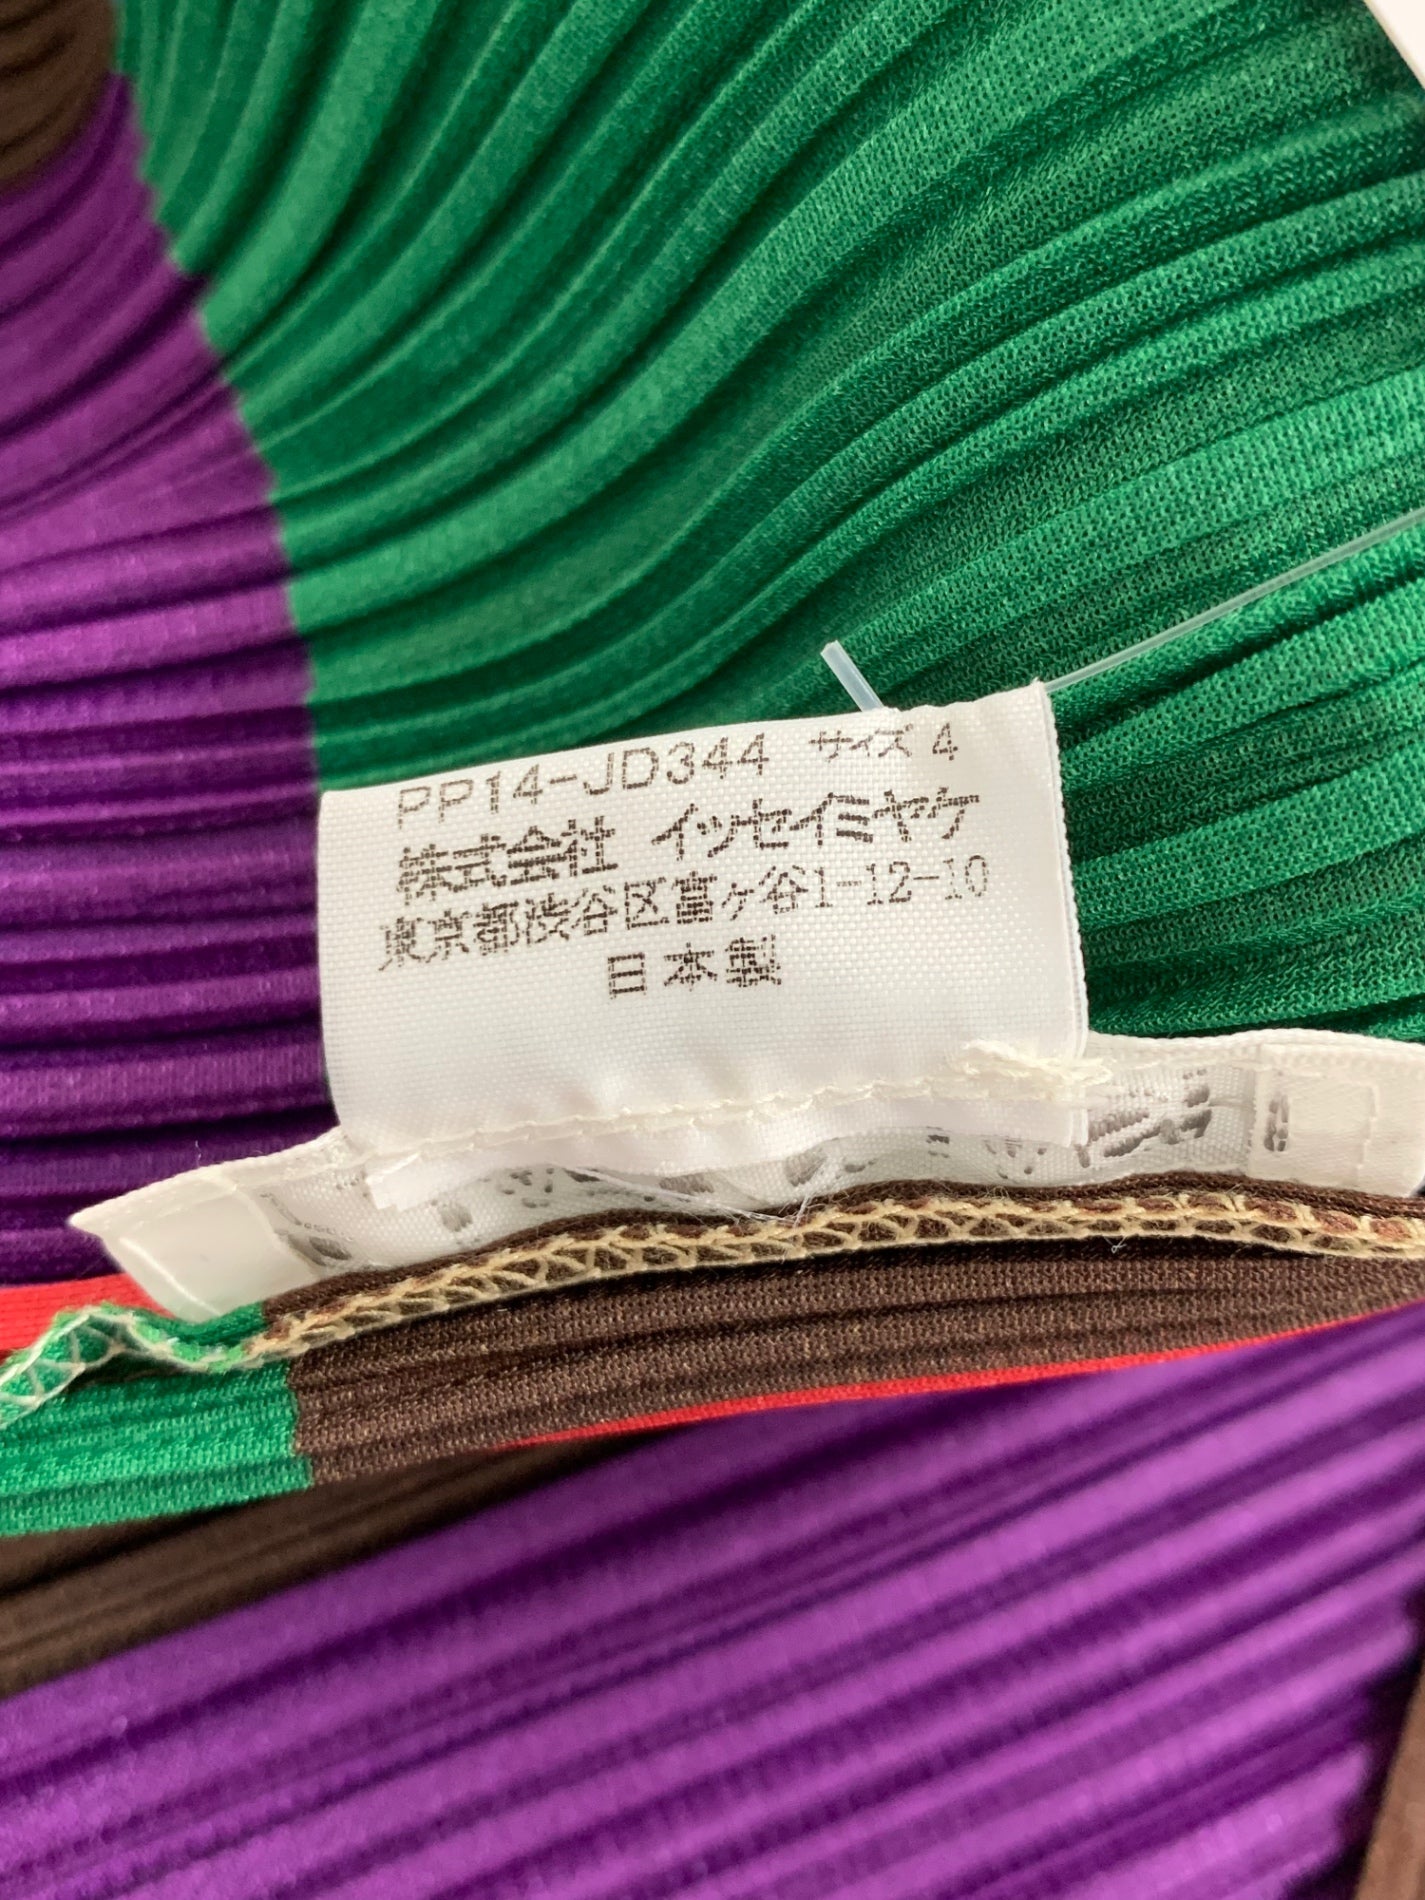 PP14-JD344 サイズ 4
株式会社 イッセイミヤケ
東京都渋谷区富ヶ谷1-12-10
日本製